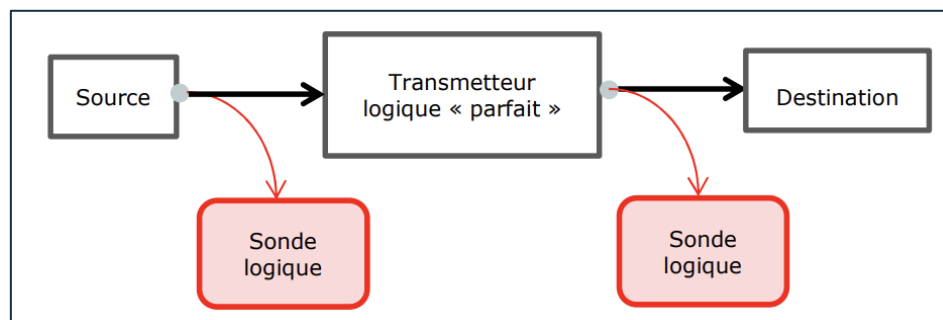 Source
Transmetteur
logique « parfait »
Destination
Sonde
logique
Sonde
logique